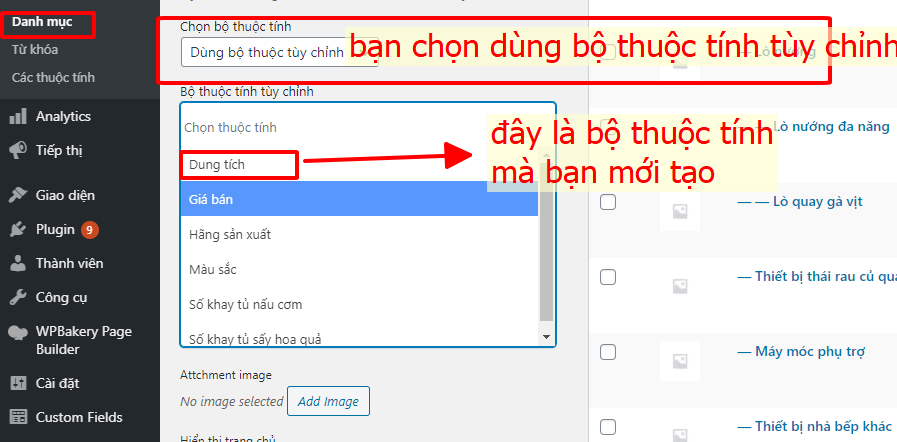 Danh mục
Từ khóa
Các thuộc tính
Analytics
Tiếp thị
Giao diện
Plugin 9
Thành viên
Công cụ
WPBakery Page
Builder
Cài đặt
Custom Fields
Chọn bộ thuộc tính
Dùng bộ thuộc tùy chỉnh
bạn chọn dùng bộ thuộc tính tùy chỉnh
Bộ thuộc tính tùy chỉnh
Chọn thuộc tính
Dung tích
Giá bán
Hãng sản xuất
Màu sắc
Số khay tủ nấu cơm
Số khay tủ sấy hoa quả
đây là bộ thuộc tính
mà bạn mới tạo
Attchment image
No image selected Add Image
Hiển thị trang chủ
— Lò nướng
Lò nướng đa năng
— — Lò quay gà vịt
— Thiết bị thái rau củ quả
— Máy móc phụ trợ
— Thiết bị nhà bếp khác